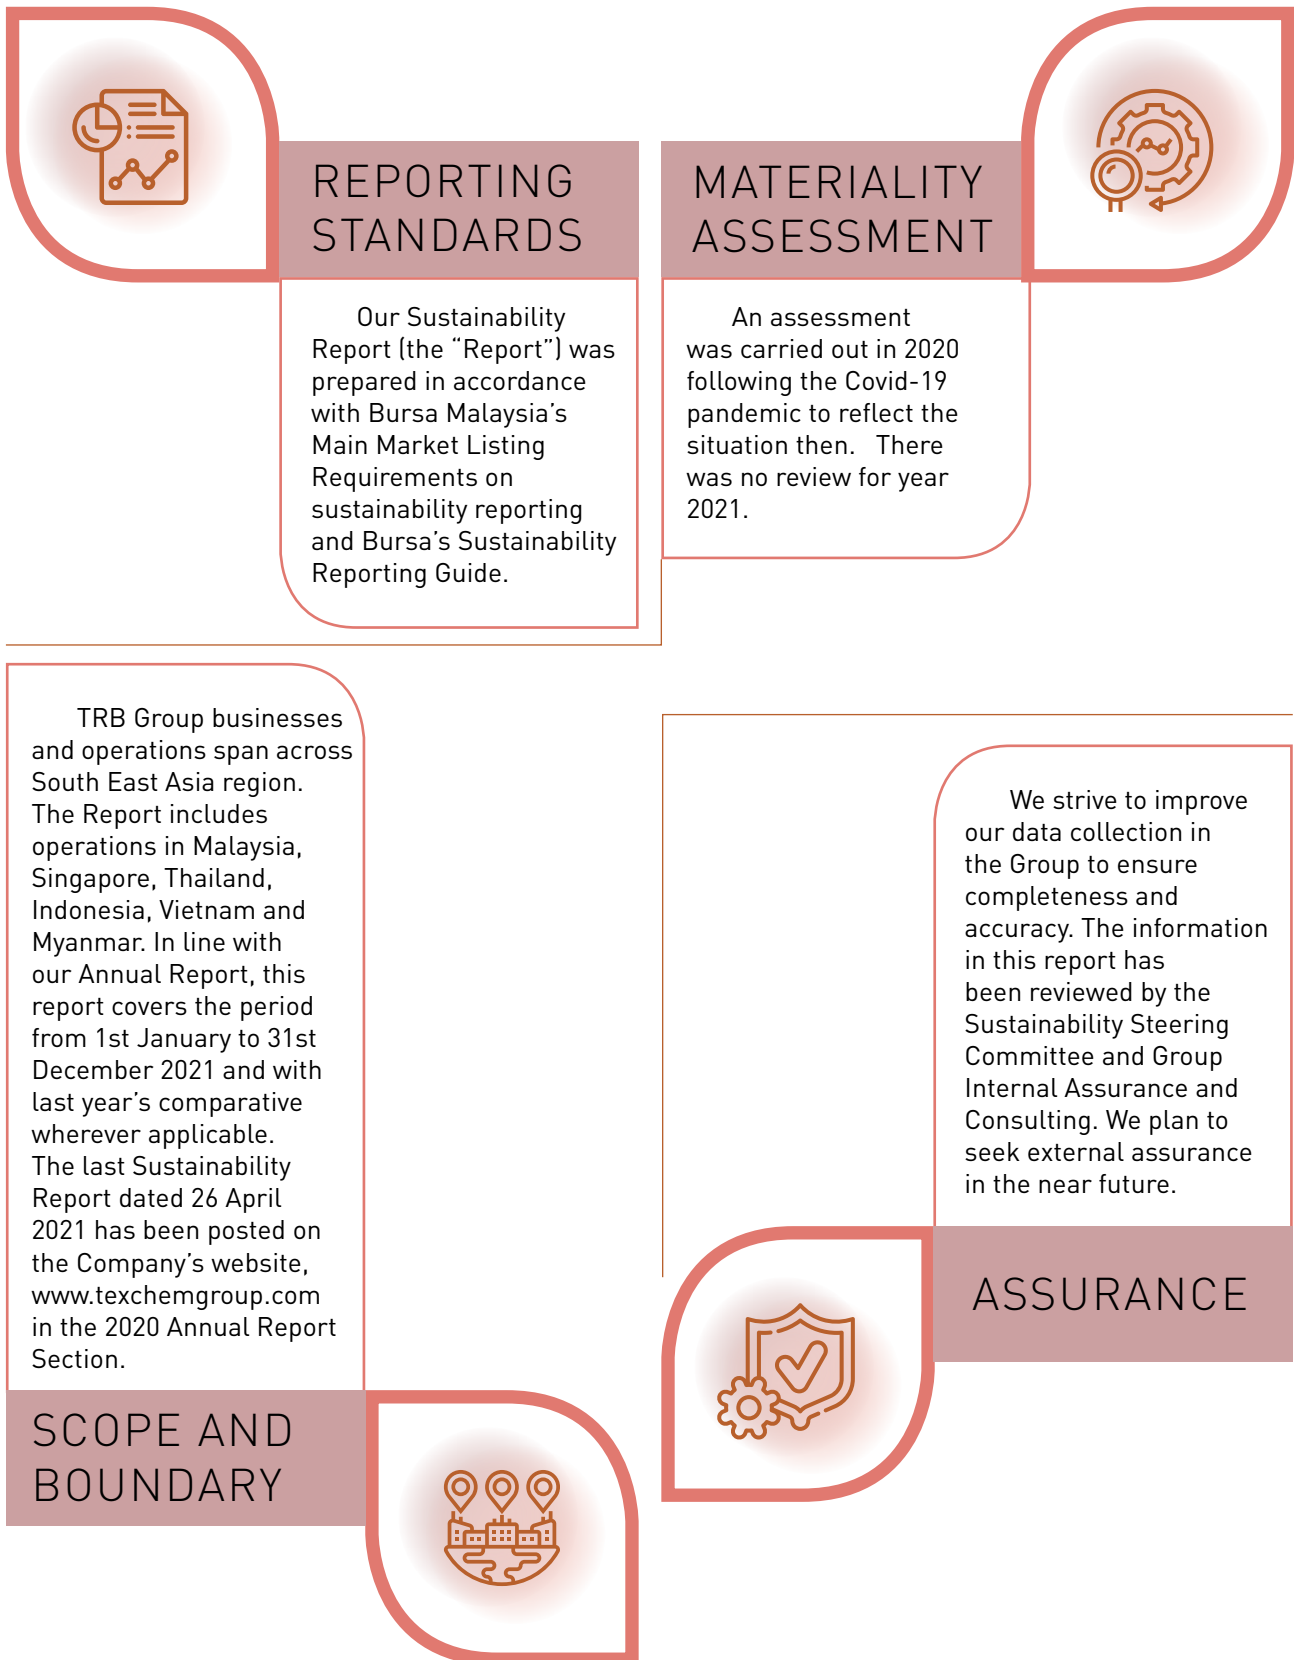 REPORTING
STANDARDS
Our Sustainability
Report (the “Report”) was
prepared in accordance
with Bursa Malaysia’s
Main Market Listing
Requirements on
sustainability reporting
and Bursa’s Sustainability
Reporting Guide.
MATERIALITY
ASSESSMENT
An assessment
was carried out in 2020
following the Covid-19
pandemic to reflect the
situation then.   There
was no review for year
2021.
TRB Group businesses
and operations span across
South East Asia region.
The Report includes
operations in Malaysia,
Singapore, Thailand,
Indonesia, Vietnam and
Myanmar. In line with
our Annual Report, this
report covers the period
from 1st January to 31st
December 2021 and with
last year’s comparative
wherever applicable.
The last Sustainability
Report dated 26 April
2021 has been posted on
the Company’s website,
www.texchemgroup.com
in the 2020 Annual Report
Section.
SCOPE AND
BOUNDARY
We strive to improve
our data collection in
the Group to ensure
completeness and
accuracy. The information
in this report has
been reviewed by the
Sustainability Steering
Committee and Group
Internal Assurance and
Consulting. We plan to
seek external assurance
in the near future.
ASSURANCE